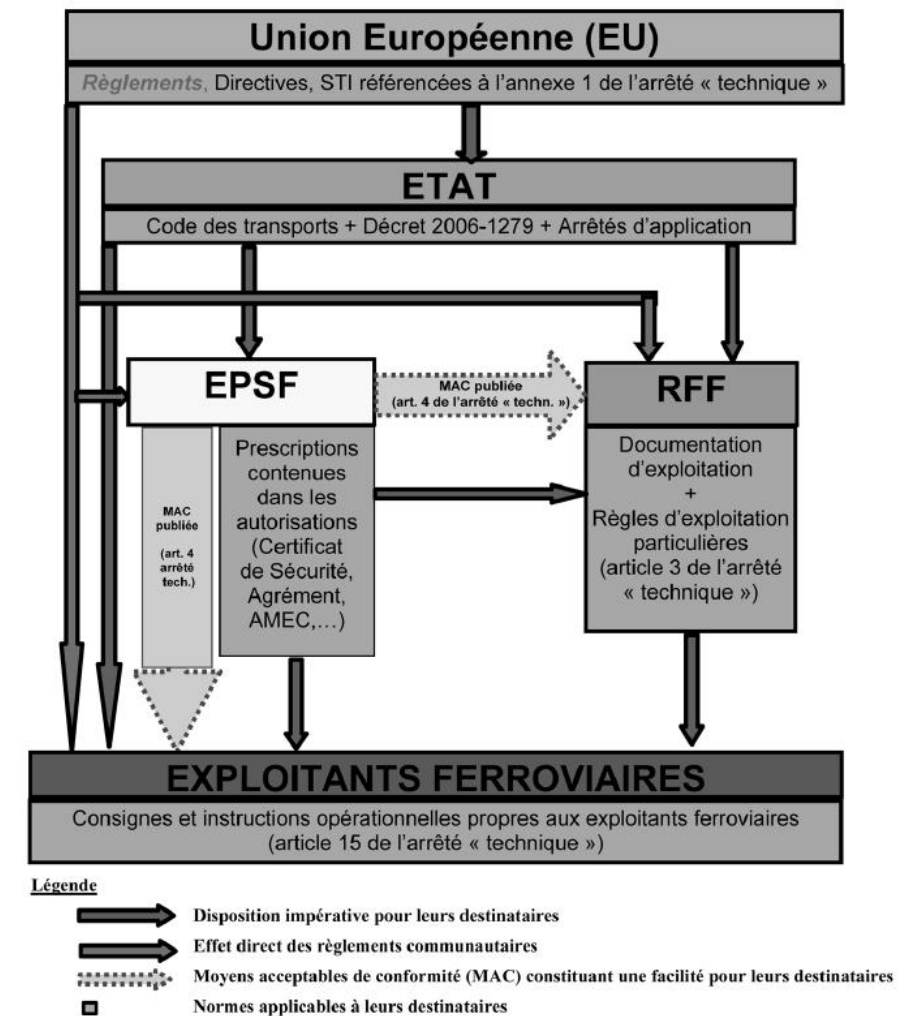 Union Européenne (EU)
Règlements, Directives, STI référencées à l'annexe 1 de l'arrêté « technique »
ETAT
Code des transports + Décret 2006-1279 + Arrêtés d'application
EPSF
MAC publiée
(art. 4 de l'arrêté « techn. »)
RFF
Prescriptions
contenues
dans les
autorisations
(Certificat
de Sécurité,
Agrément,
AMEC,…)
MAC
publiée
(art. 4
arrêté
tech.)
Documentation
d'exploitation
+
Règles d'exploitation
particulières
(article 3 de l'arrêté
« technique »)
EXPLOITANTS FERROVIAIRES
Consignes et instructions opérationnelles propres aux exploitants ferroviaires
(article 15 de l'arrêté « technique »)
Légende
Disposition impérative pour leurs destinataires
Effet direct des règlements communautaires
Moyens acceptables de conformité (MAC) constituant une facilité pour leurs destinataires
Normes applicables à leurs destinataires